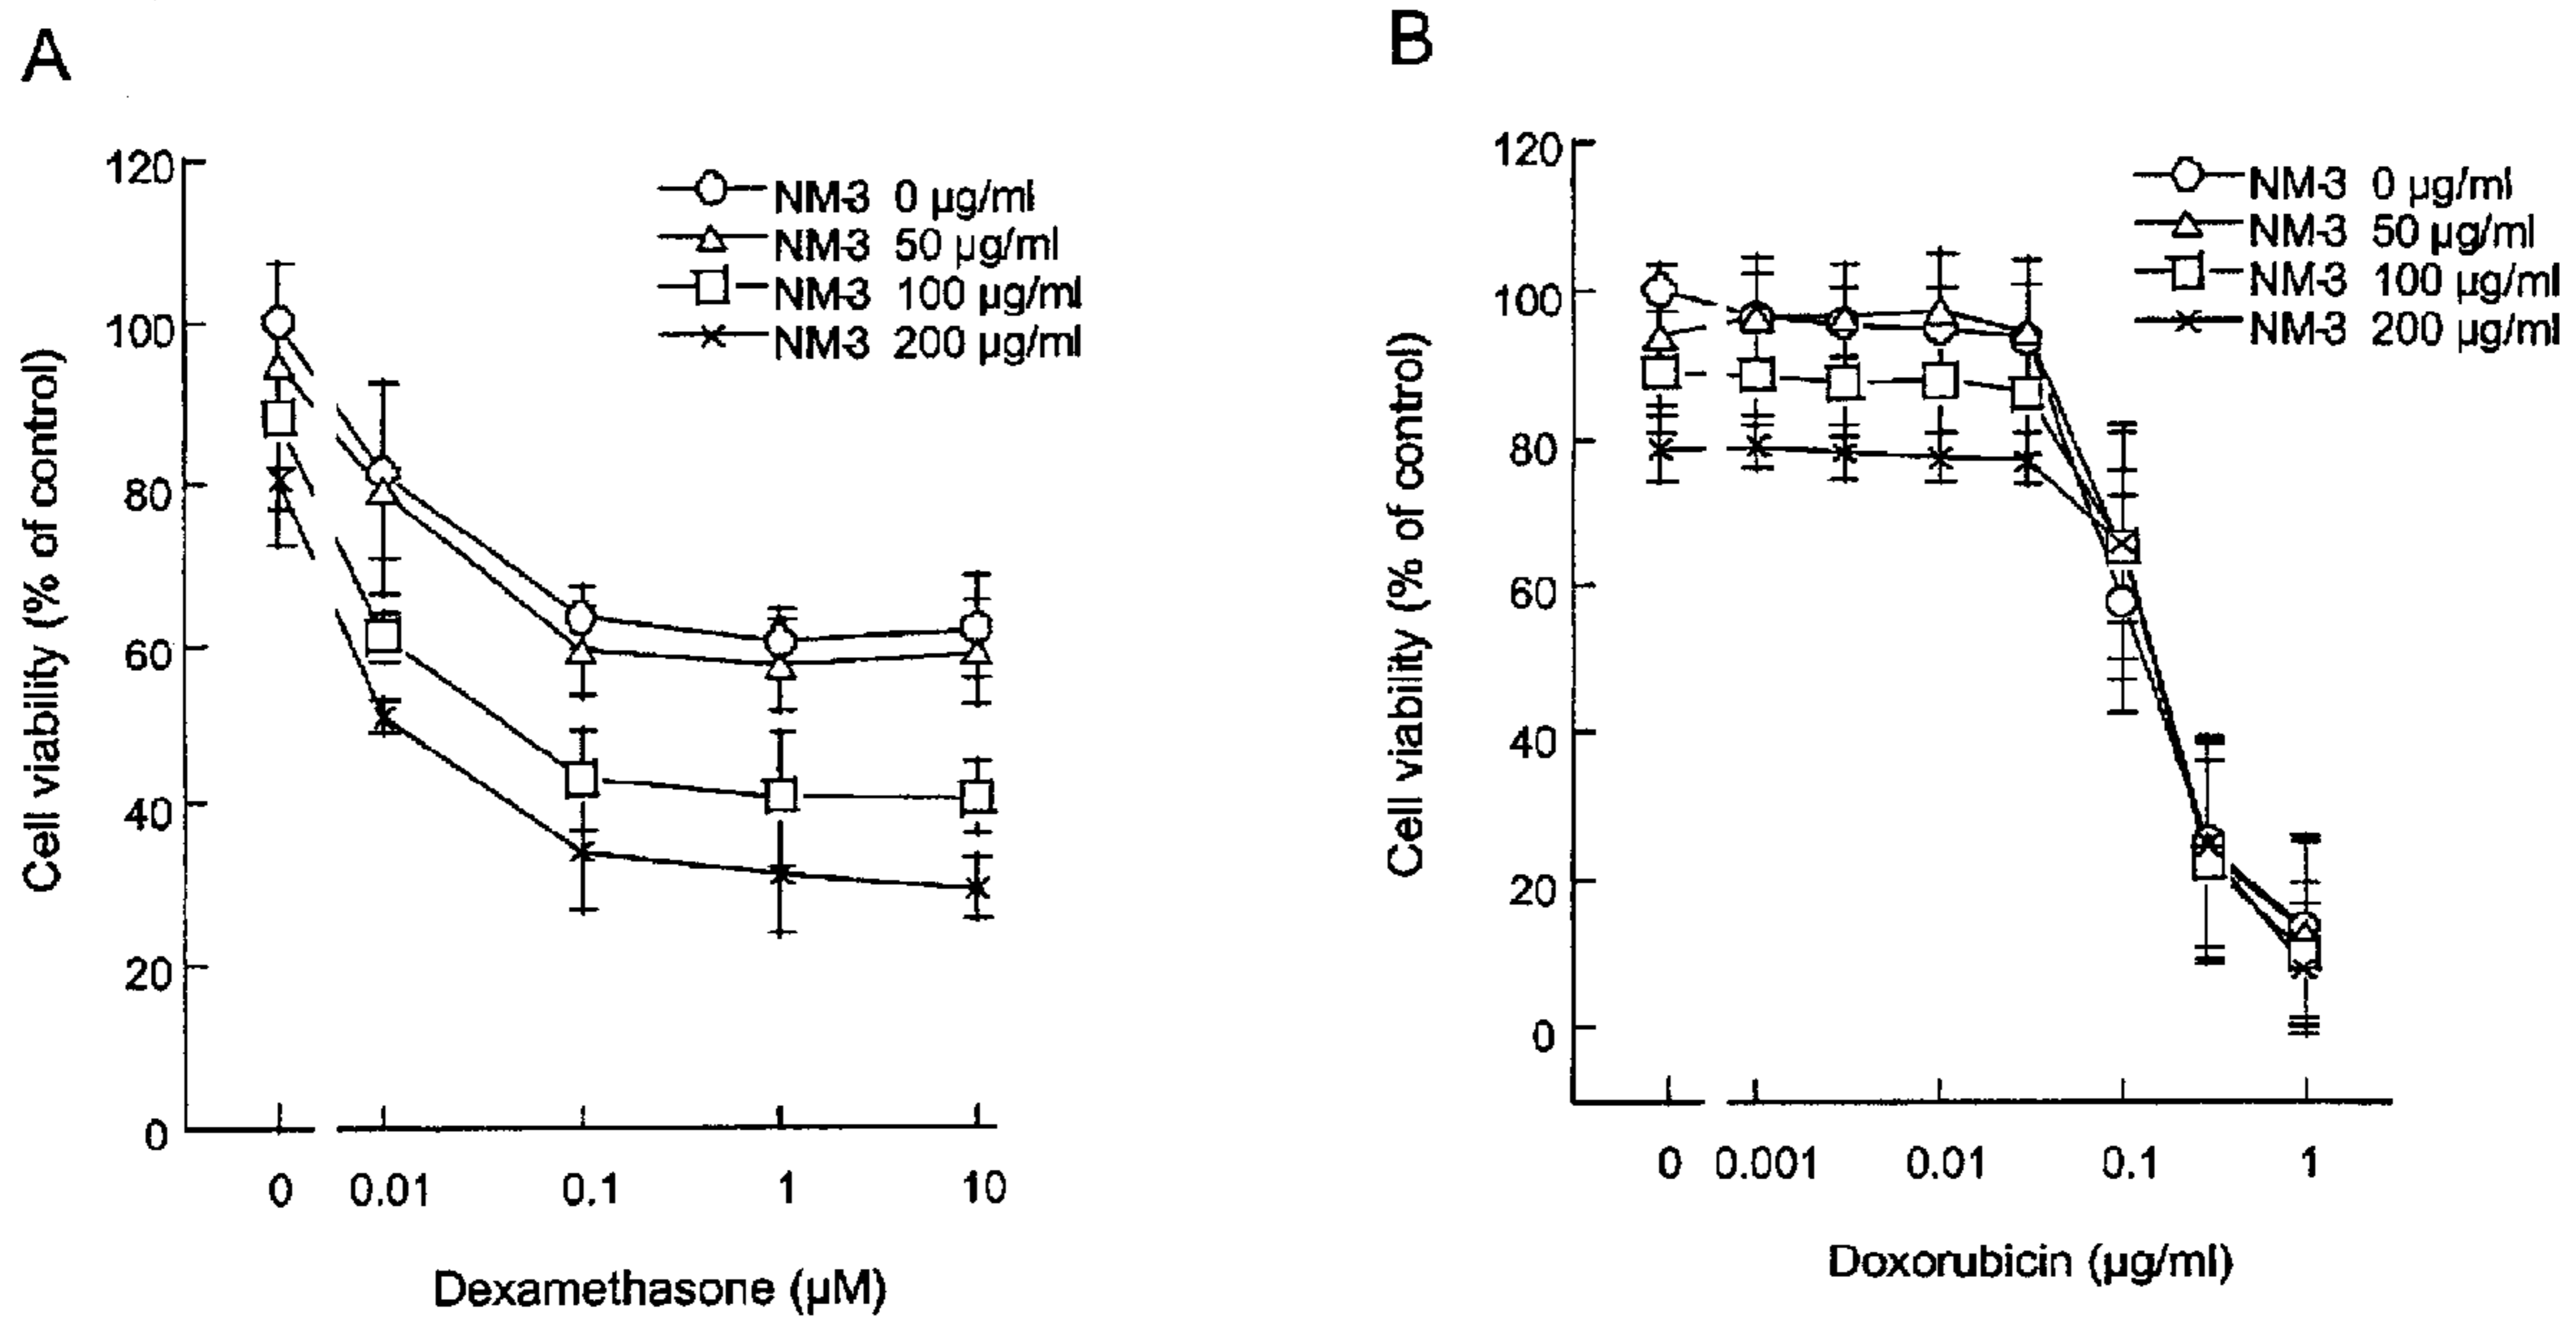 A
120
100
80
60
40
20
0
Cell viability (% of control)
NM-3 0 µg/ml
NM-3 50 µg/ml
NM-3 100 µg/ml
NM-3 200 µg/ml
0 0.01 0.1 1 10
Dexamethasone (µM)
B
120
100
80
60
40
20
0
Cell viability (% of control)
NM-3 0 µg/ml
NM-3 50 µg/ml
NM-3 100 µg/ml
NM-3 200 µg/ml
0 0.001 0.01 0.1 1
Doxorubicin (µg/ml)